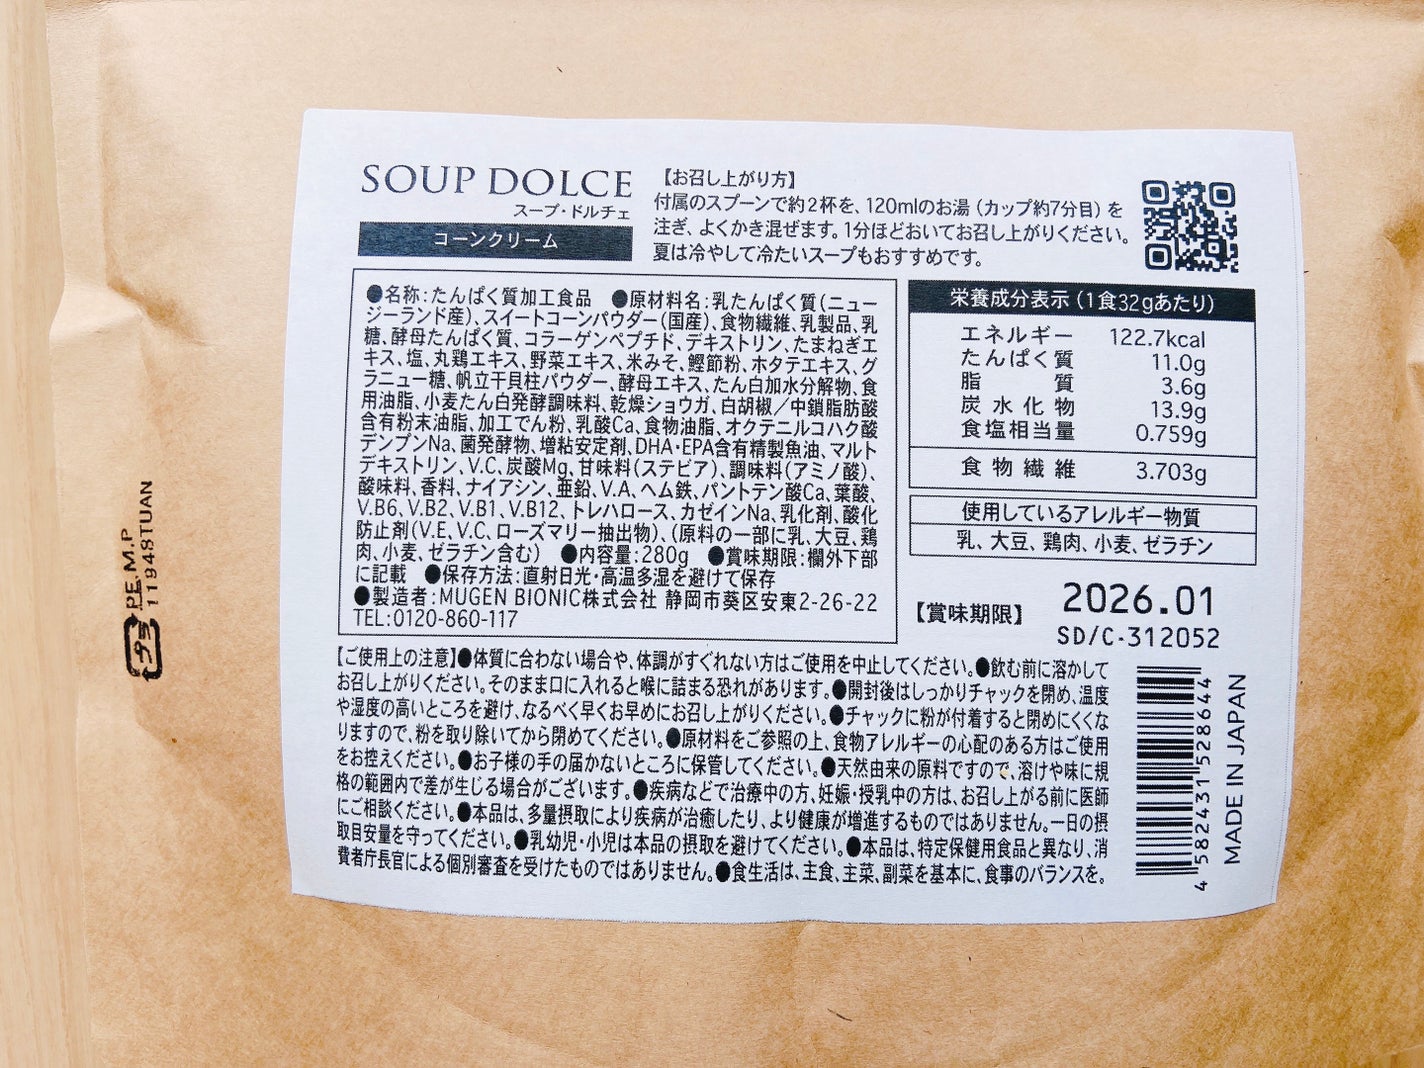 SOUP DOLCE
スープ・ドルチェ
コーンクリーム
【お召し上がり方】
付属のスプーンで約2杯を、120mlのお湯(カップ約7分目)を
注ぎ、よくかき混ぜます。1分ほどおいてお召し上がりください。
夏は冷やして冷たいスープもおすすめです。
●名称:たんぱく質加工食品 ●原材料名:乳たんぱく質(ニュー
ジーランド産)、スイートコーンパウダー(国産)、食物繊維、乳製品、乳
糖、酵母たんぱく質、コラーゲンペプチド、デキストリン、たまねぎエ
キス、塩、丸鶏エキス、野菜エキス、米みそ、鰹節粉、ホタテエキス、グ
ラニュー糖、帆立干貝柱パウダー、酵母エキス、たん白加水分解物、食
用油脂、小麦たん白発酵調味料、乾燥ショウガ、白胡椒/中鎖脂肪酸
含有粉末油脂、加工でん粉、乳酸Ca、食物油脂、オクテニルコハク酸
デンプンNa、菌発酵物、増粘安定剤、DHA・EPA含有精製魚油、マルト
デキストリン、V.C、炭酸Mg、甘味料(ステビア)、調味料(アミノ酸)、
酸味料、香料、ナイアシン、亜鉛、V.A、ヘム鉄、パントテン酸Ca、葉酸、
V.B6、V.B2、V.B1、V.B12、トレハロース、カゼインNa、乳化剤、酸化
防止剤(V.E、V.C、ローズマリー抽出物)、(原料の一部に乳、大豆、鶏
肉、小麦、ゼラチン含む) ●内容量:280g ●賞味期限:欄外下部
に記載 ●保存方法:直射日光・高温多湿を避けて保存
●製造者:MUGEN BIONIC株式会社 静岡市葵区安東2-26-22
TEL:0120-860-117
栄養成分表示(1食32gあたり)
エネルギー 122.7kcal
たんぱく質 11.0g
脂質 3.6g
炭水化物 13.9g
食塩相当量 0.759g
食物繊維 3.703g
使用しているアレルギー物質
乳、大豆、鶏肉、小麦、ゼラチン
【賞味期限】 2026.01
SD/C-312052
【ご使用上の注意】●体質に合わない場合や、体調がすぐれない方はご使用を中止してください。●飲む前に溶かして
お召し上がりください。そのまま口に入れると喉に詰まる恐れがあります。●開封後はしっかりチャックを閉め、温度
や湿度の高いところを避け、なるべく早くお早めにお召し上がりください。●チャックに粉が付着すると閉めにくくな
りますので、粉を取り除いてから閉めてください。●原材料をご参照の上、食物アレルギーの心配のある方はご使用
をお控えください。●お子様の手の届かないところに保管してください。●天然由来の原料ですので、溶けや味に規
格の範囲内で差が生じる場合がございます。●疾病などで治療中の方、妊娠・授乳中の方は、お召し上がる前に医師
にご相談ください。●本品は、多量摂取により疾病が治癒したり、より健康が増進するものではありません。一日の摂
取目安量を守ってください。●乳幼児・小児は本品の摂取を避けてください。●本品は、特定保健用食品と異なり、消
費者庁長官による個別審査を受けたものではありません。●食生活は、主食、主菜、副菜を基本に、食事のバランスを。
4 582431 528644
MADE IN JAPAN
プラ PE.M.P
11948TUAN